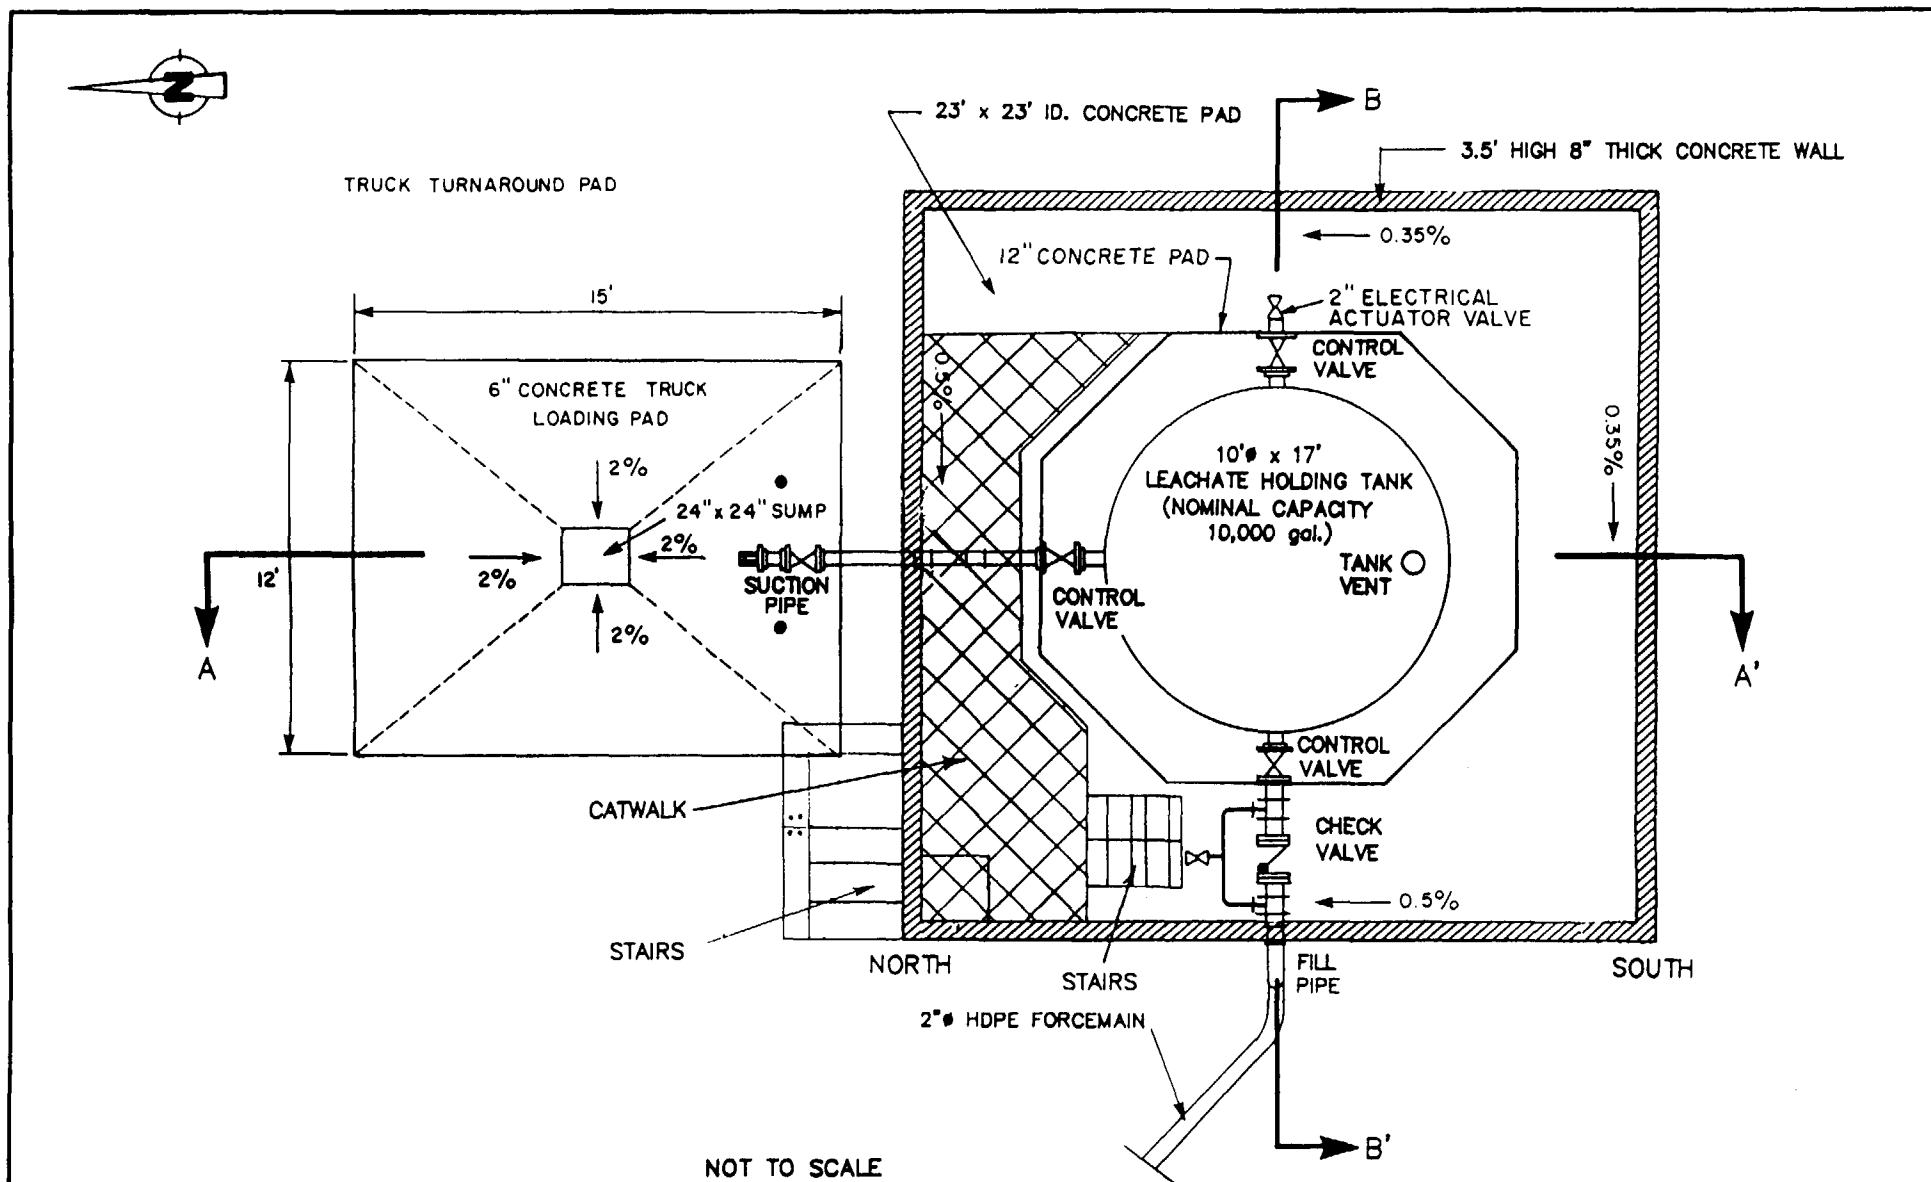 N
B
23' x 23' ID. CONCRETE PAD
3.5' HIGH 8" THICK CONCRETE WALL
TRUCK TURNAROUND PAD
0.35%
12" CONCRETE PAD
15'
2" ELECTRICAL
ACTUATOR VALVE
CONTROL
VALVE
0.5%
6" CONCRETE TRUCK
LOADING PAD
0.35%
10'ø x 17'
LEACHATE HOLDING TANK
(NOMINAL CAPACITY
10,000 gal.)
2%
24" x 24" SUMP
2%
2%
12'
TANK
VENT
SUCTION
PIPE
CONTROL
VALVE
2%
A
A'
CONTROL
VALVE
CATWALK
CHECK
VALVE
0.5%
STAIRS
NORTH
STAIRS
FILL
PIPE
SOUTH
2"ø HDPE FORCEMAIN
B'
NOT TO SCALE